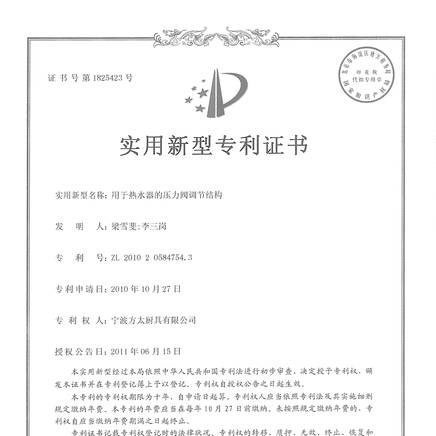 证书号第1825423号
印花税
代扣专用章
实用新型专利证书
实用新型名称：用于热水器的压力阀调节结构
发明人：梁雪斐;李三岗
专利号：ZL 2010 2 0584754.3
专利申请日：2010年10月27日
专利权人：宁波方太厨具有限公司
授权公告日：2011年06月15日
本实用新型经过本局依照中华人民共和国专利法进行初步审查，决定授予专利权，颁
发本证书并在专利登记簿上予以登记。专利权自授权公告之日起生效。
本专利的专利权期限为十年，自申请日起算。专利权人应当依照专利法及其实施细则
规定缴纳年费。本专利的年费应当在每年10月27日前缴纳。未按照规定缴纳年费的，专
利权自应当缴纳年费期满之日起终止。
专利证书记载专利权登记时的法律状况。专利权的转移、质押、无效、终止、恢复和